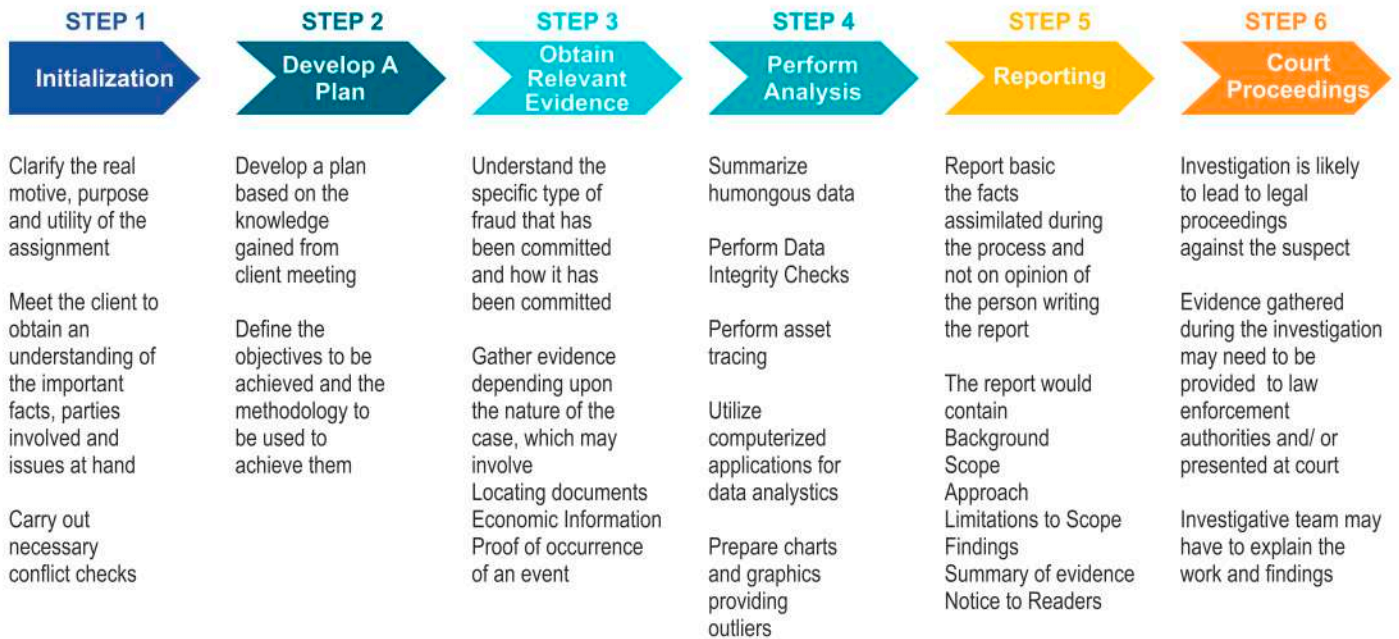 STEP 1
Initialization
Clarify the real
motive, purpose
and utility of the
assignment
Meet the client to
obtain an
understanding of
the important
facts, parties
involved and
issues at hand
Carry out
necessary
conflict checks
STEP 2
Develop A
Plan
Develop a plan
based on the
knowledge
gained from
client meeting
Define the
objectives to be
achieved and the
methodology to
be used to
achieve them
STEP 3
Obtain
Relevant
Evidence
Understand the
specific type of
fraud that has
been committed
and how it has
been committed
Gather evidence
depending upon
the nature of the
case, which may
involve
Locating documents
Economic Information
Proof of occurrence
of an event
STEP 4
Perform
Analysis
Summarize
humongous data
Perform Data
Integrity Checks
Perform asset
tracing
Utilize
computerized
applications for
data analystics
Prepare charts
and graphics
providing
outliers
STEP 5
Reporting
Report basic
the facts
assimilated during
the process and
not on opinion of
the person writing
the report
The report would
contain
Background
Scope
Approach
Limitations to Scope
Findings
Summary of evidence
Notice to Readers
STEP 6
Court
Proceedings
Investigation is likely
to lead to legal
proceedings
against the suspect
Evidence gathered
during the investigation
may need to be
provided to law
enforcement
authorities and/ or
presented at court
Investigative team may
have to explain the
work and findings